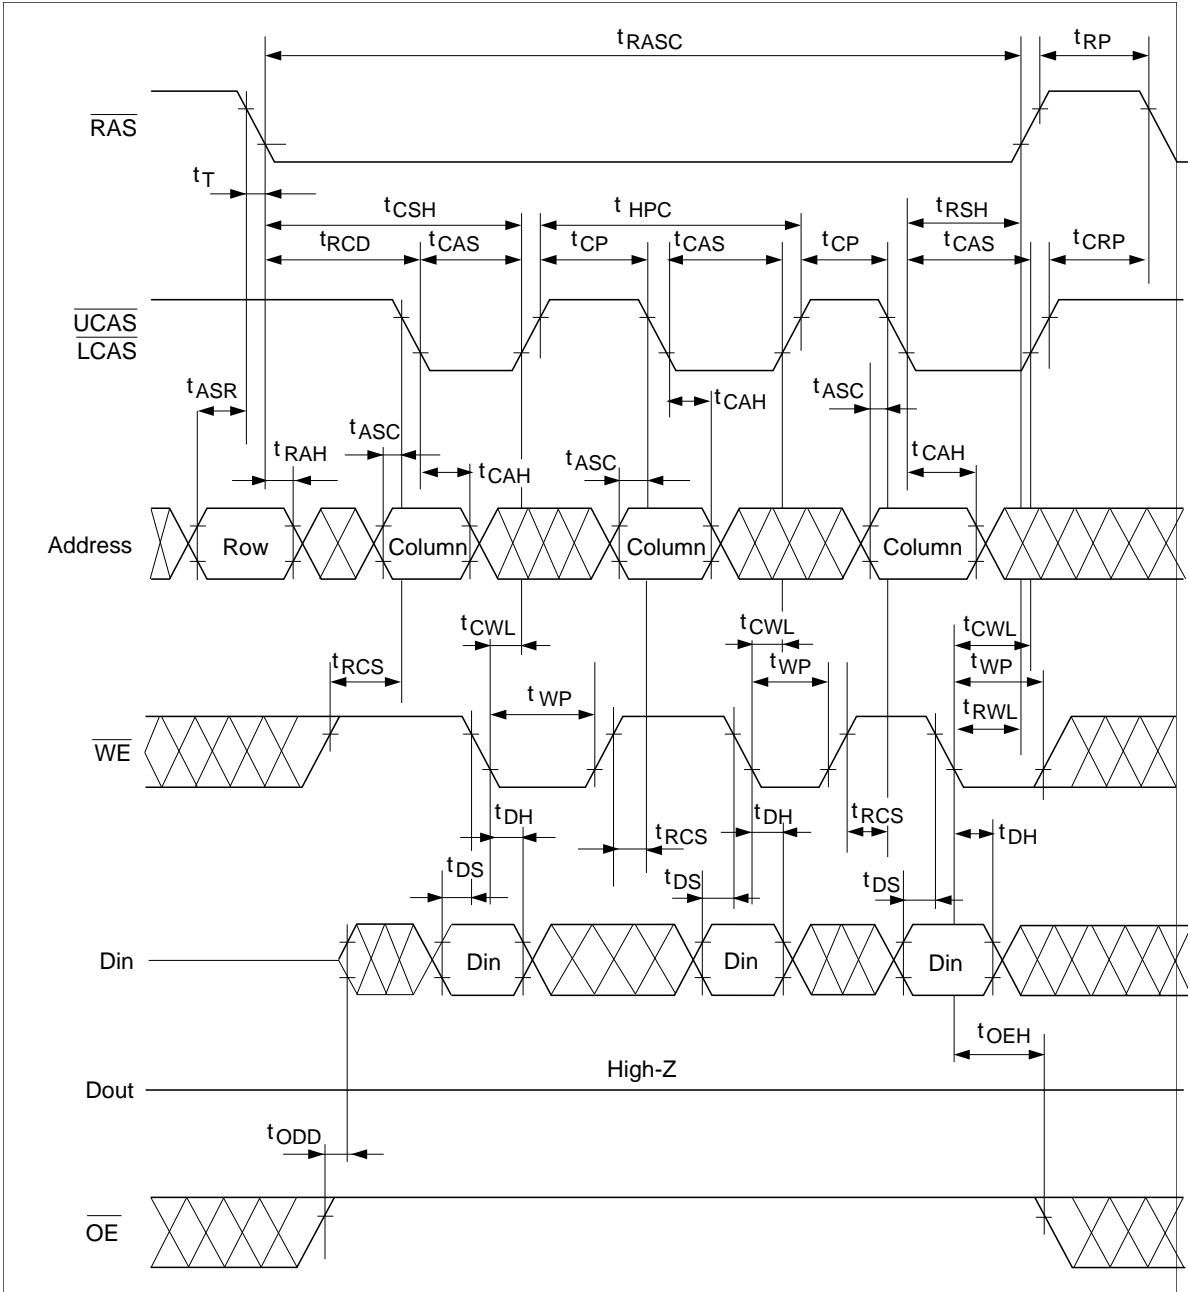 tRASC tRP
RAS
tT
tCSH tHPC tRSH
tRCD tCAS tCP tCAS tCP tCAS tCRP
UCAS
LCAS
tASR tASC tCAH tASC
tRAH tCAH tASC tCAH
Address Row Column Column Column
tCWL tCWL tCWL
tRCS tWP tWP tWP
tRWL
WE
tDH tRCS tDH tRCS tDH
tDS tDS tDS
Din Din Din Din
tOEH
High-Z
Dout
tODD
OE